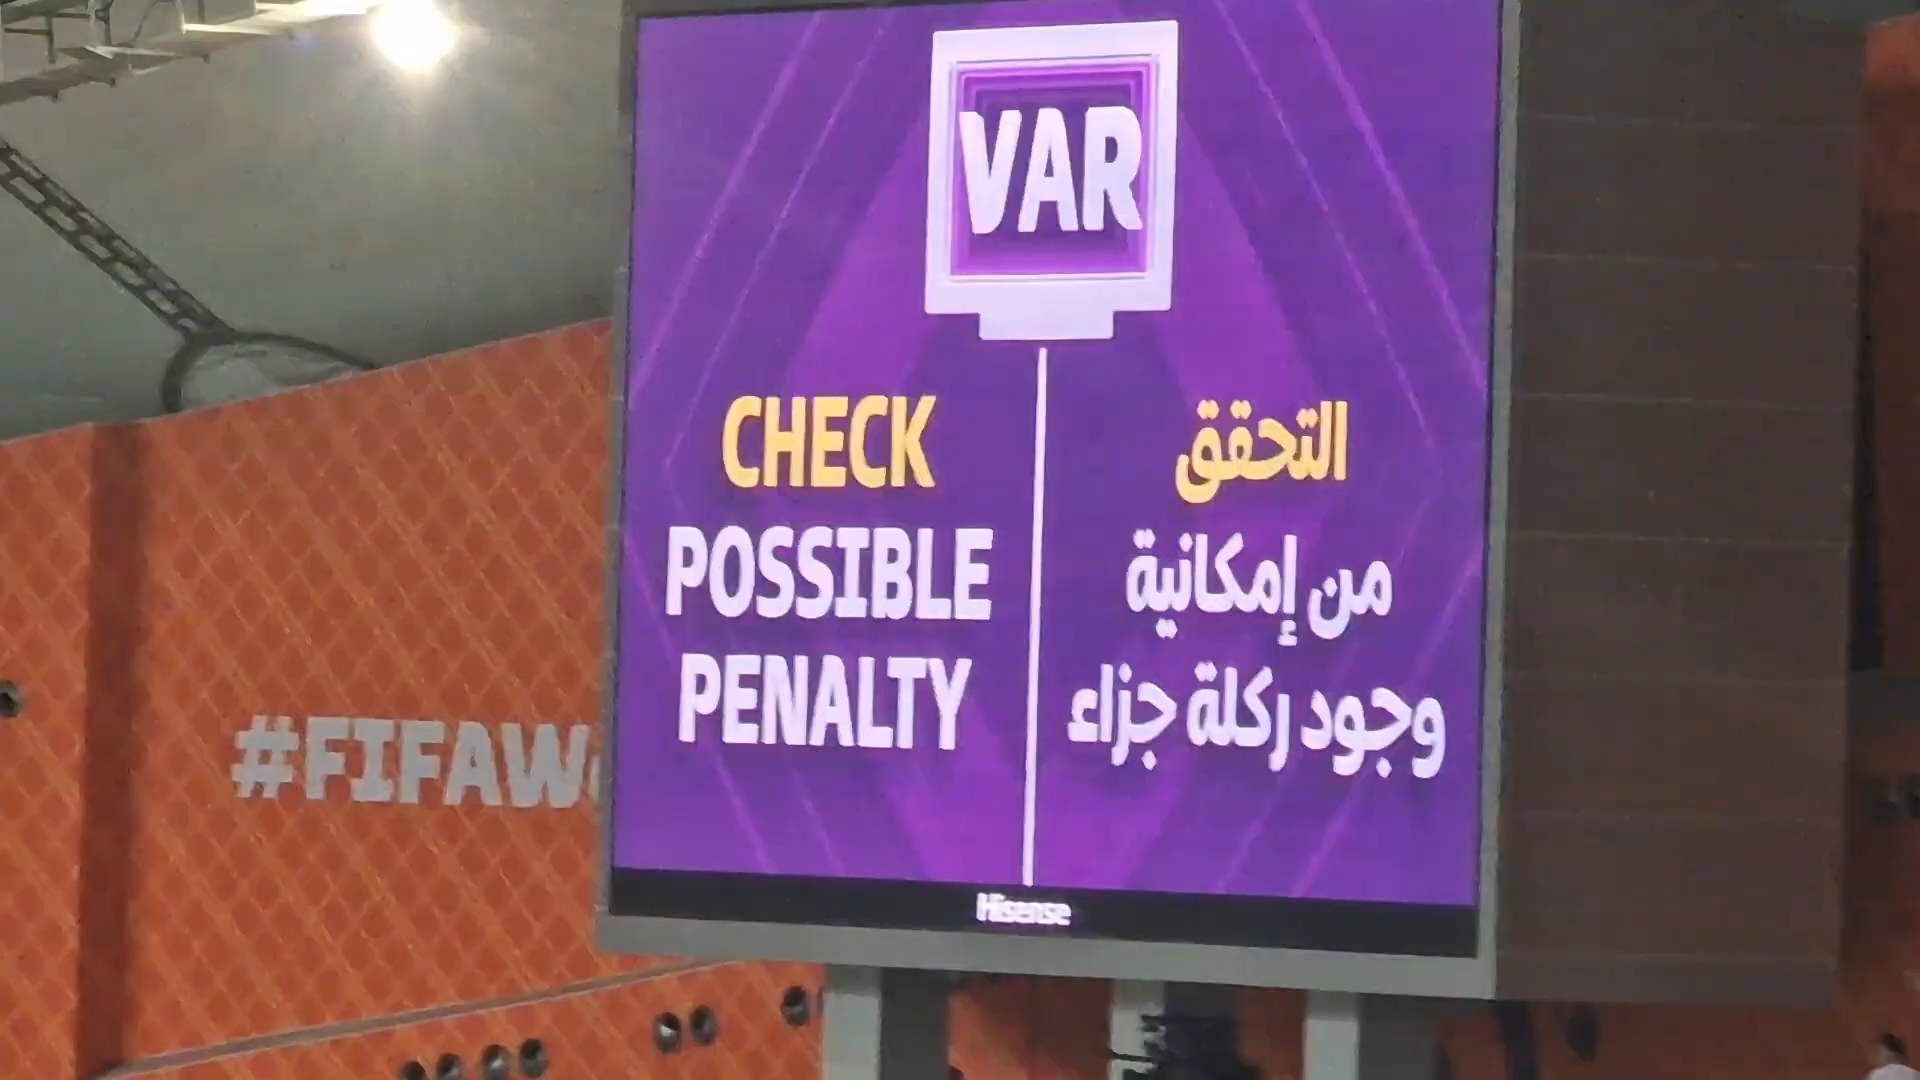 VAR
CHECK
POSSIBLE
PENALTY
التحقق
من إمكانية
وجود ركلة جزاء
#FIFAW
Hisense